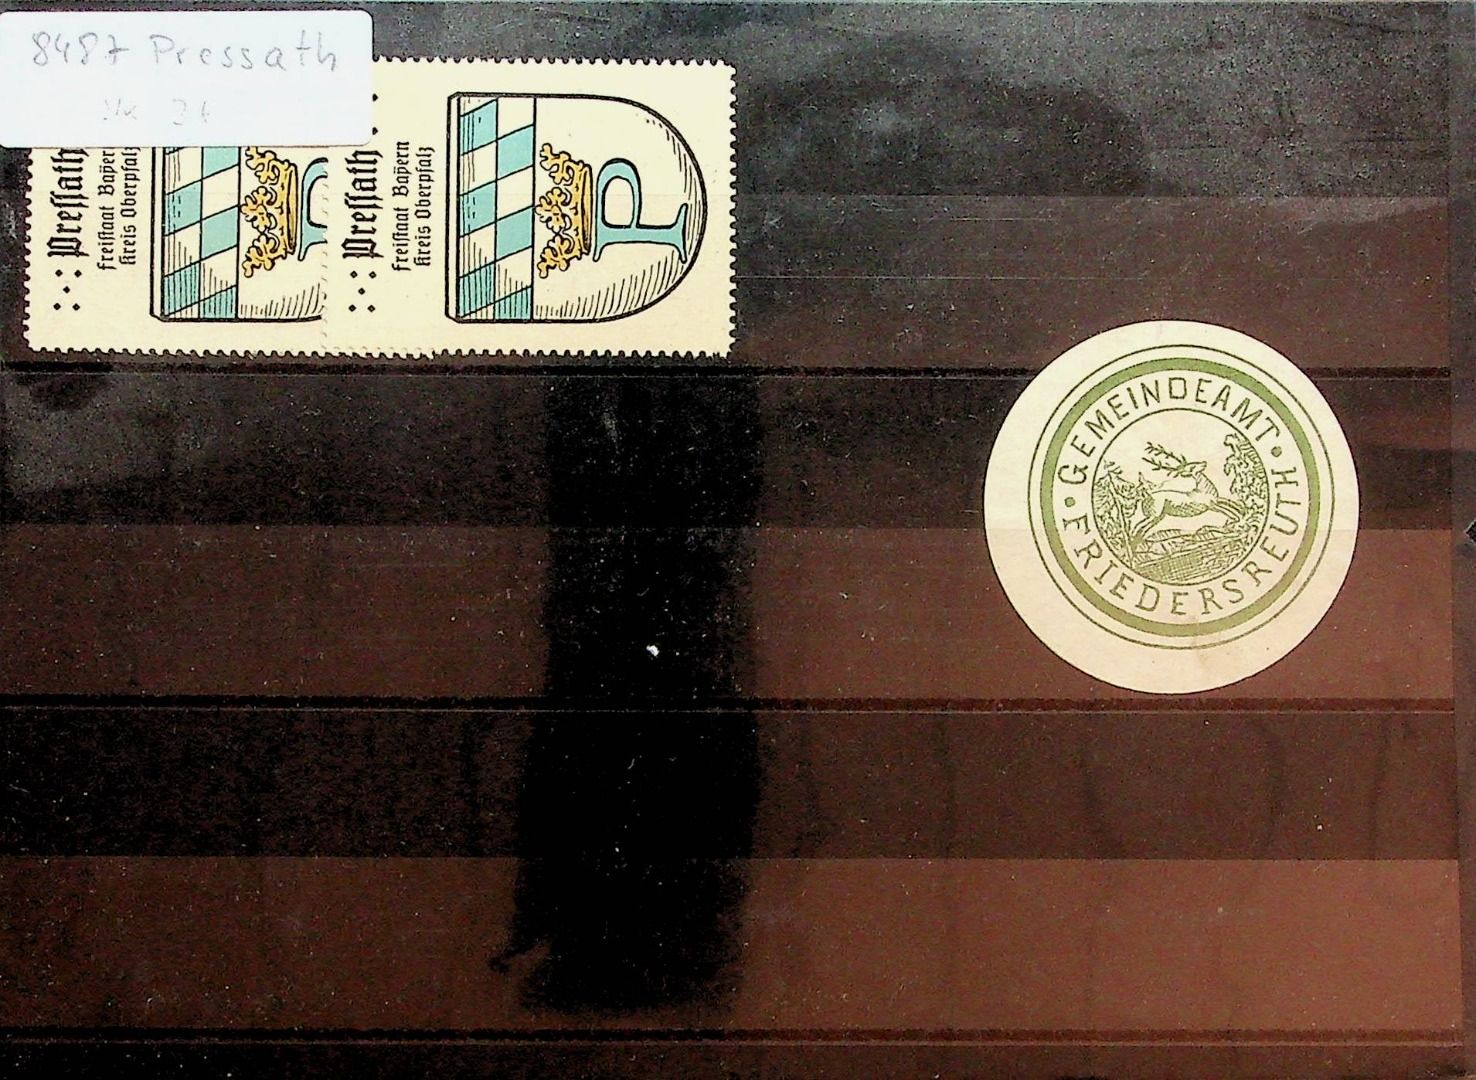 8487 Pressath
Pressath
Freistaat Bayern
Kreis Oberpfalz
Pressath
Freistaat Bayern
Kreis Oberpfalz
P
GEMEINDEAMT
FRIEDERSREUTH